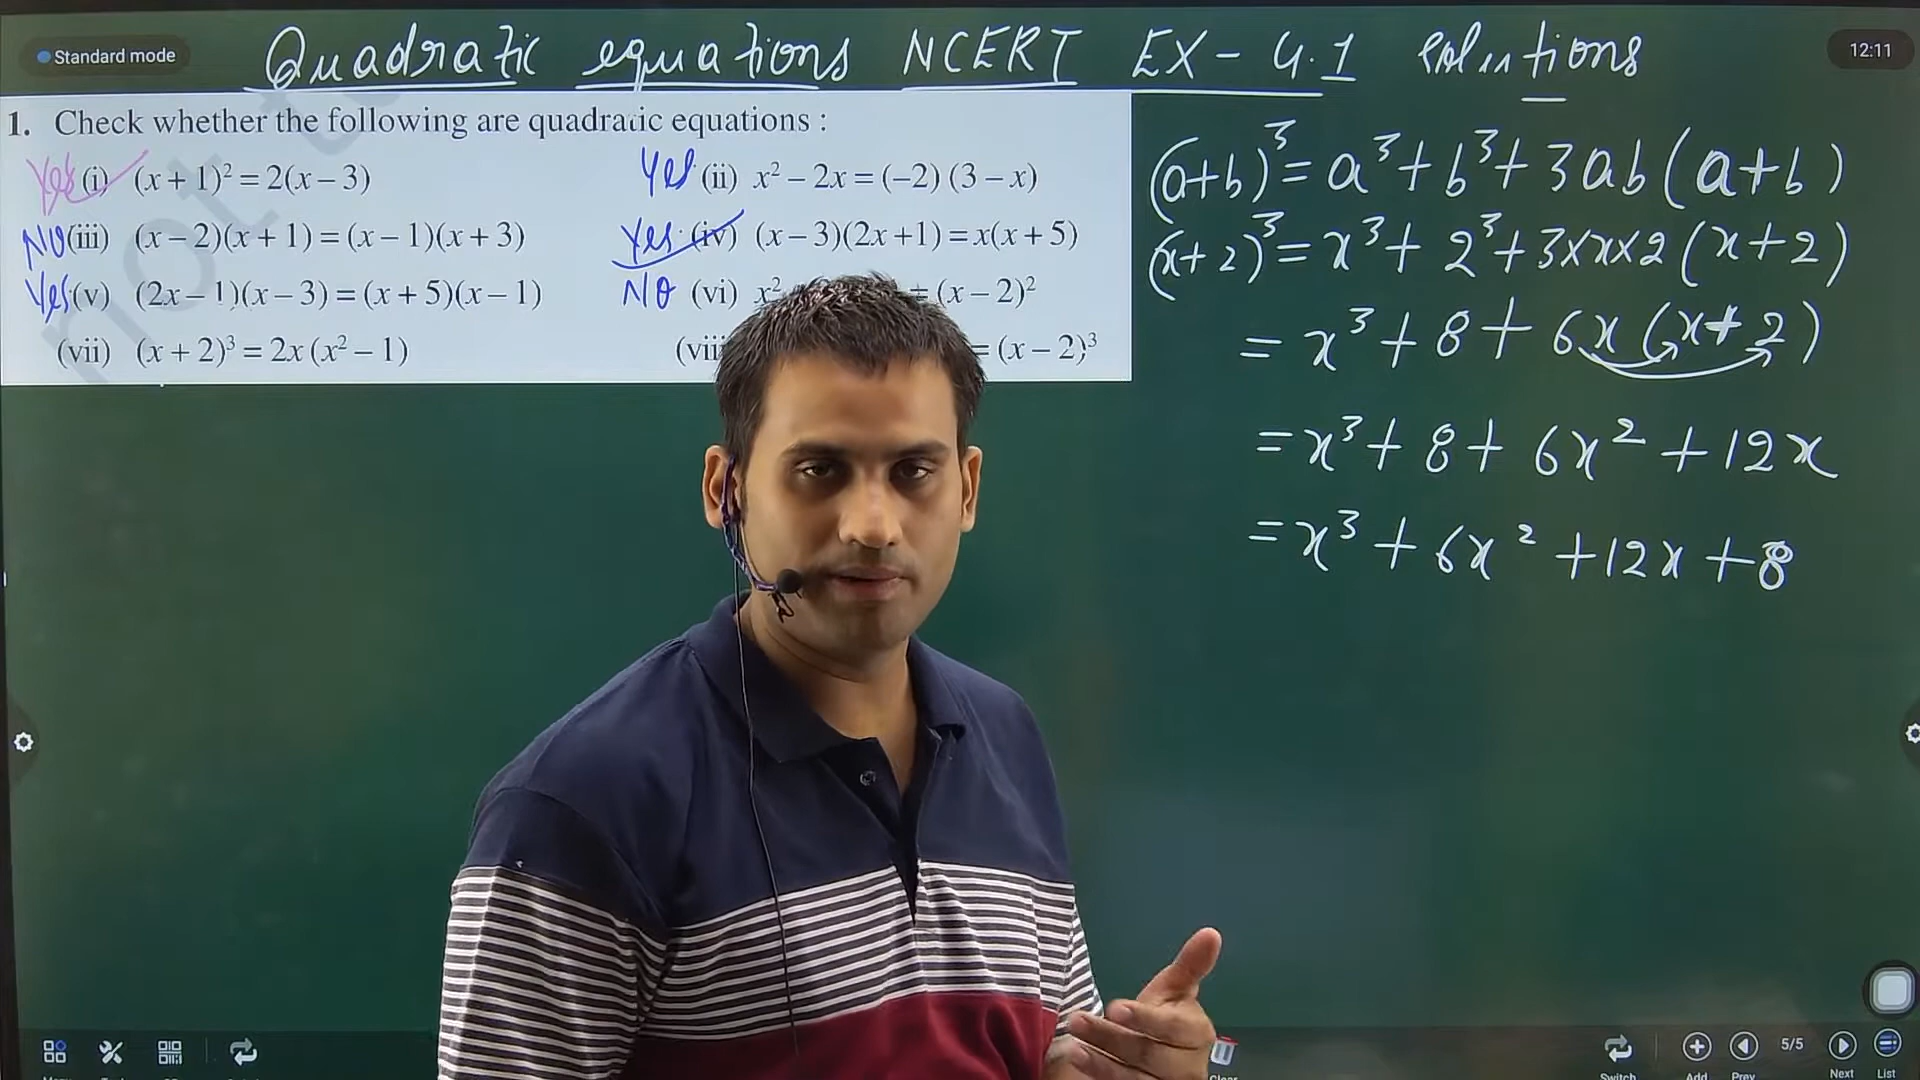 Standard mode
Quadratic equations NCERT EX - 4.1 solutions
12:11
1. Check whether the following are quadratic equations :
Yes (i) (x + 1)² = 2(x – 3)
Yes (ii) x² – 2x = (–2) (3 – x)
NO (iii) (x – 2)(x + 1) = (x – 1)(x + 3)
Yes (iv) (x – 3)(2x +1) = x(x + 5)
Yes (v) (2x – 1)(x – 3) = (x + 5)(x – 1)
NO (vi) x² = (x – 2)²
(vii) (x + 2)³ = 2x (x² – 1)
(viii = (x – 2)³
not
(a+b)³ = a³ + b³ + 3ab(a+b)
(x+2)³ = x³ + 2³ + 3×x×2(x+2)
= x³ + 8 + 6x(x+2)
= x³ + 8 + 6x² + 12x
= x³ + 6x² + 12x + 8
5/5
Switch Add Prev Next List